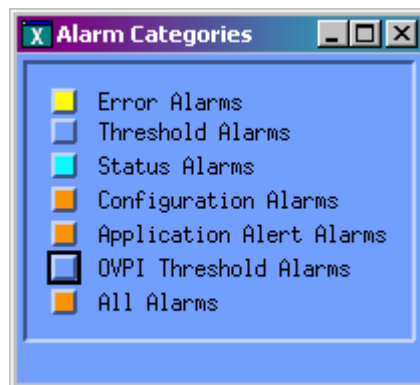 X Alarm Categories
Error Alarms
Threshold Alarms
Status Alarms
Configuration Alarms
Application Alert Alarms
OVPI Threshold Alarms
All Alarms